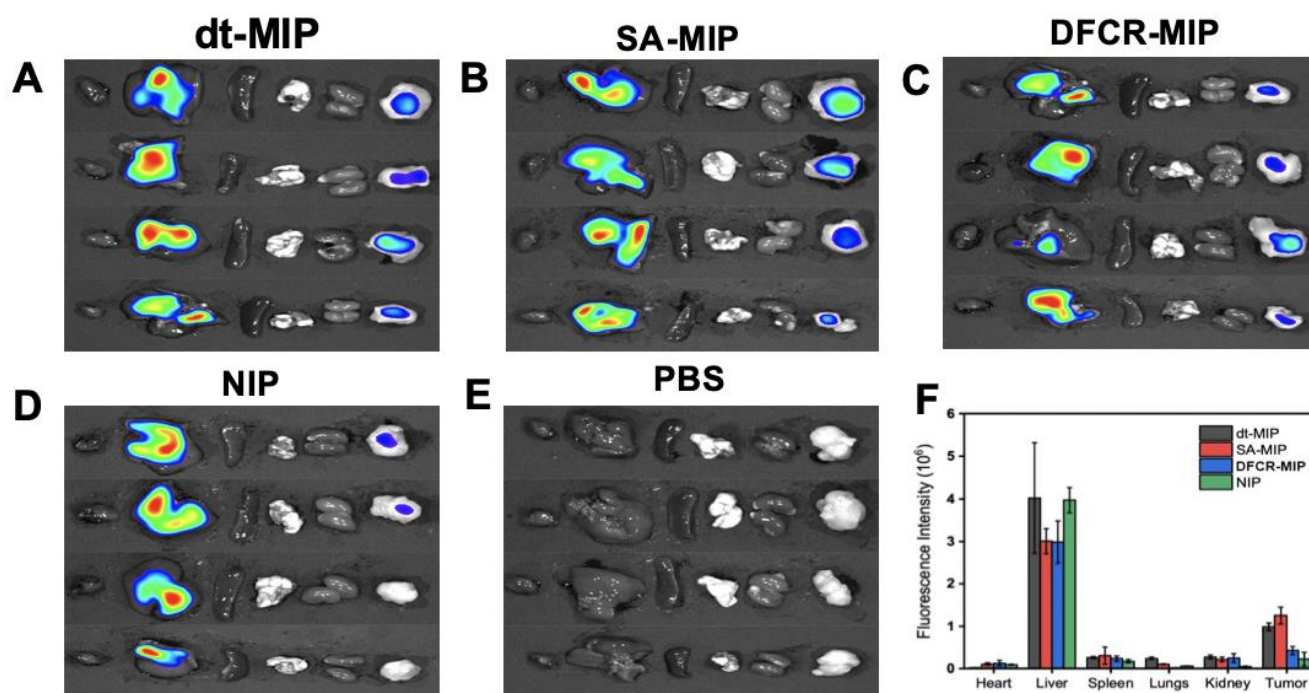 dt-MIP
SA-MIP
DFCR-MIP
A
B
C
NIP
PBS
D
E
F
Fluorescence Intensity (10⁶)
6
5
4
3
2
1
0
dt-MIP
SA-MIP
DFCR-MIP
NIP
Heart Liver Spleen Lungs Kidney Tumor